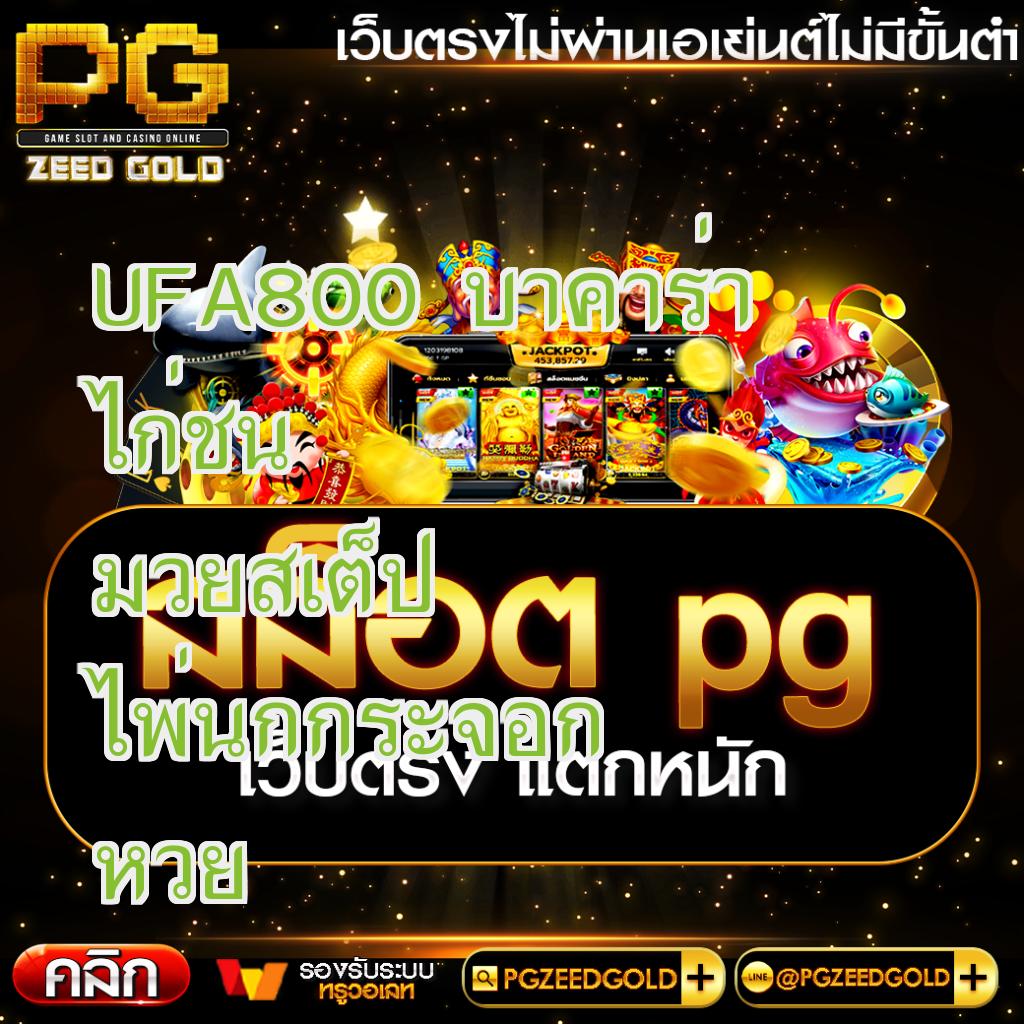 เว็บตรงไม่ผ่านเอเย่นต์ไม่มีขั้นต่ำ
PG
GAME SLOT AND CASINO ONLINE
ZEED GOLD
UFA800 บาคาร่า
ไก่ชน
JACKPOT
453,857.29
มวยสเต็ป
สล็อต pg
ไพ่นกกระจอก
เว็บตรง แตกหนัก
หวย
คลิก
รองรับระบบ
ทรูวอเลท
PGZEEDGOLD +
LINE @PGZEEDGOLD +